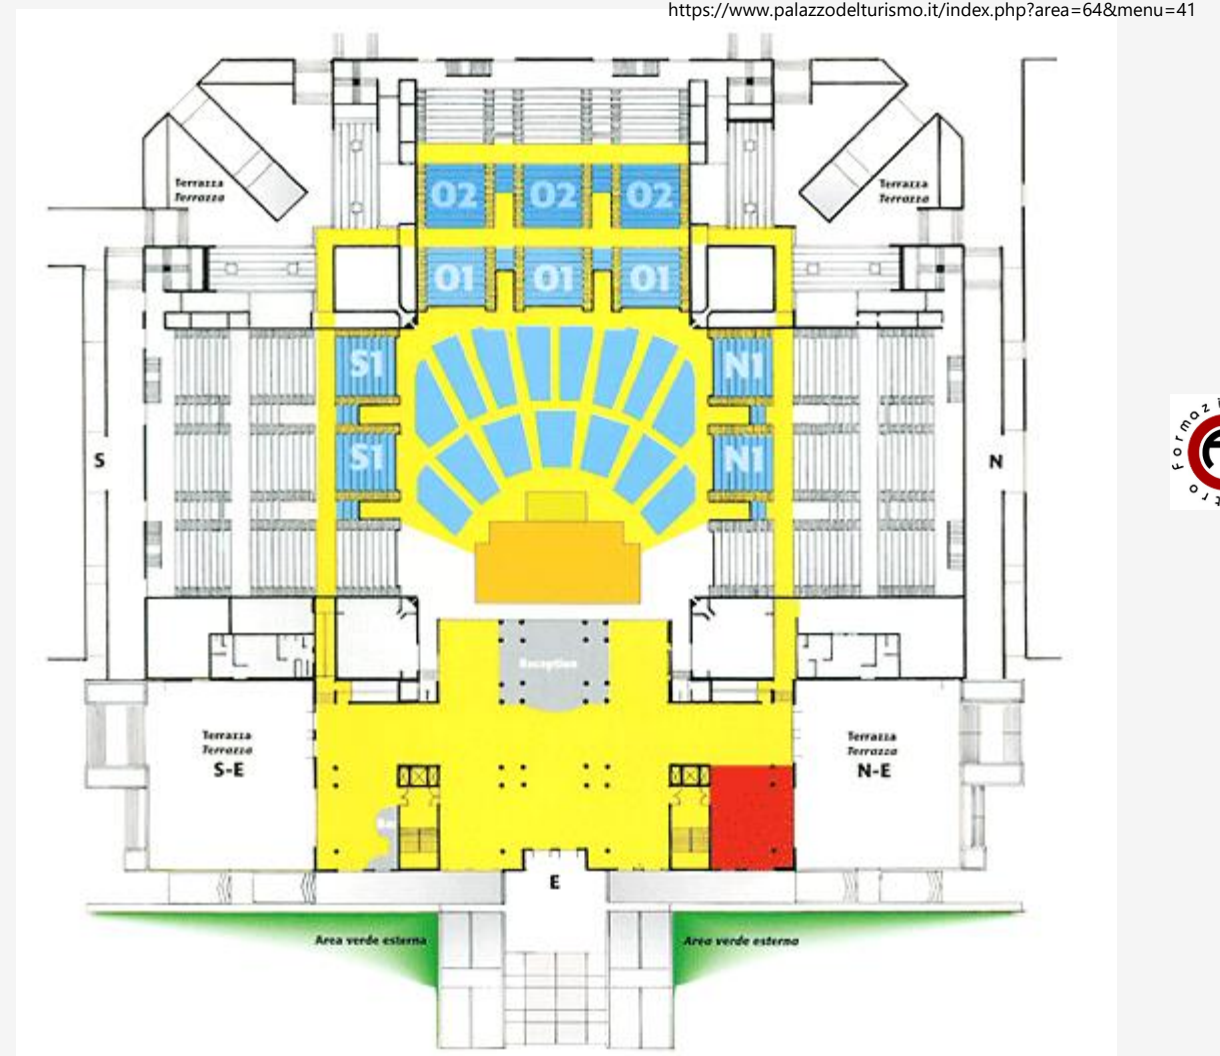 https://www.palazzodelturismo.it/index.php?area=64&menu=41
Terrazza
Terrazza
Terrazza
Terrazza
O2 O2 O2
O1 O1 O1
S1 N1
S1 N1
S N
Reception
Terrazza
Terrazza
S-E
Terrazza
Terrazza
N-E
E
Area verde esterna
Area verde esterna